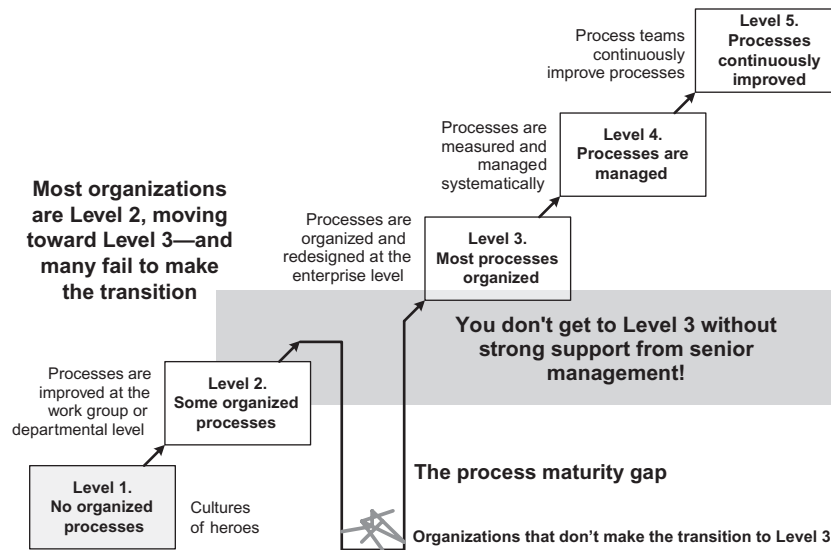 Process teams
continuously
improve processes
Level 5.
Processes
continuously
improved
Processes are
measured and
managed
systematically
Level 4.
Processes are
managed
Most organizations
are Level 2, moving
toward Level 3—and
many fail to make
the transition
Processes are
organized and
redesigned at the
enterprise level
Level 3.
Most processes
organized
You don't get to Level 3 without
strong support from senior
management!
Processes are
improved at the
work group or
departmental level
Level 2.
Some organized
processes
The process maturity gap
Level 1.
No organized
processes
Cultures
of heroes
Organizations that don’t make the transition to Level 3